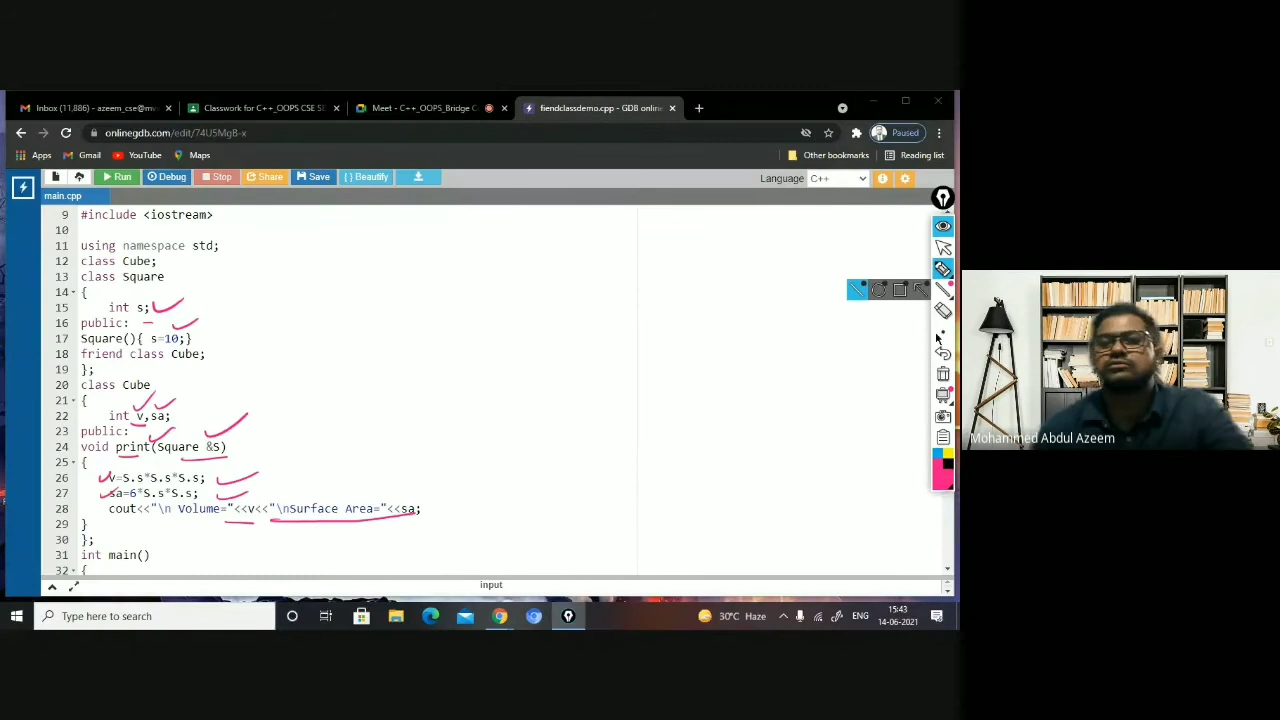 Inbox (11,886) - azeem_cse@mv
Classwork for C++_OOPS CSE SE
Meet - C++_OOPS_Bridge C
fiendclassdemo.cpp - GDB online
onlinegdb.com/edit/74U5MgB-x
Paused
Apps Gmail YouTube Maps
Other bookmarks Reading list
Run Debug Stop Share Save { } Beautify
Language C++
main.cpp
9 #include <iostream>
10
11 using namespace std;
12 class Cube;
13 class Square
14 {
15 int s;
16 public:
17 Square(){ s=10;}
18 friend class Cube;
19 };
20 class Cube
21 {
22 int v,sa;
23 public:
24 void print(Square &S)
25 {
26 v=S.s*S.s*S.s;
27 sa=6*S.s*S.s;
28 cout<<"\n Volume="<<v<<"\nSurface Area="<<sa;
29 }
30 };
31 int main()
32 {
input
Mohammed Abdul Azeem
Type here to search
30°C Haze
ENG
15:43
14-06-2021